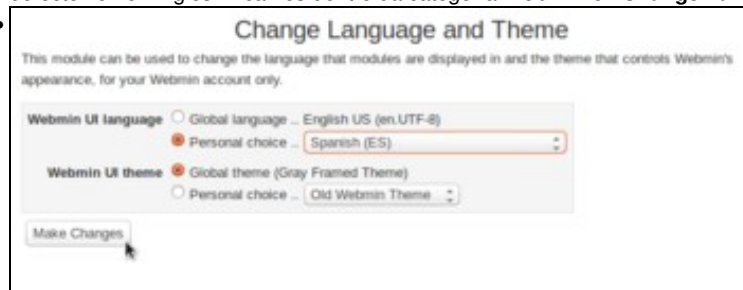 Change Language and Theme
This module can be used to change the language that modules are displayed in and the theme that controls Webmin's
appearance, for your Webmin account only.
Webmin UI language Global language .. English US (en.UTF-8)
Personal choice .. Spanish (ES)
Webmin UI theme Global theme (Gray Framed Theme)
Personal choice .. Old Webmin Theme
Make Changes